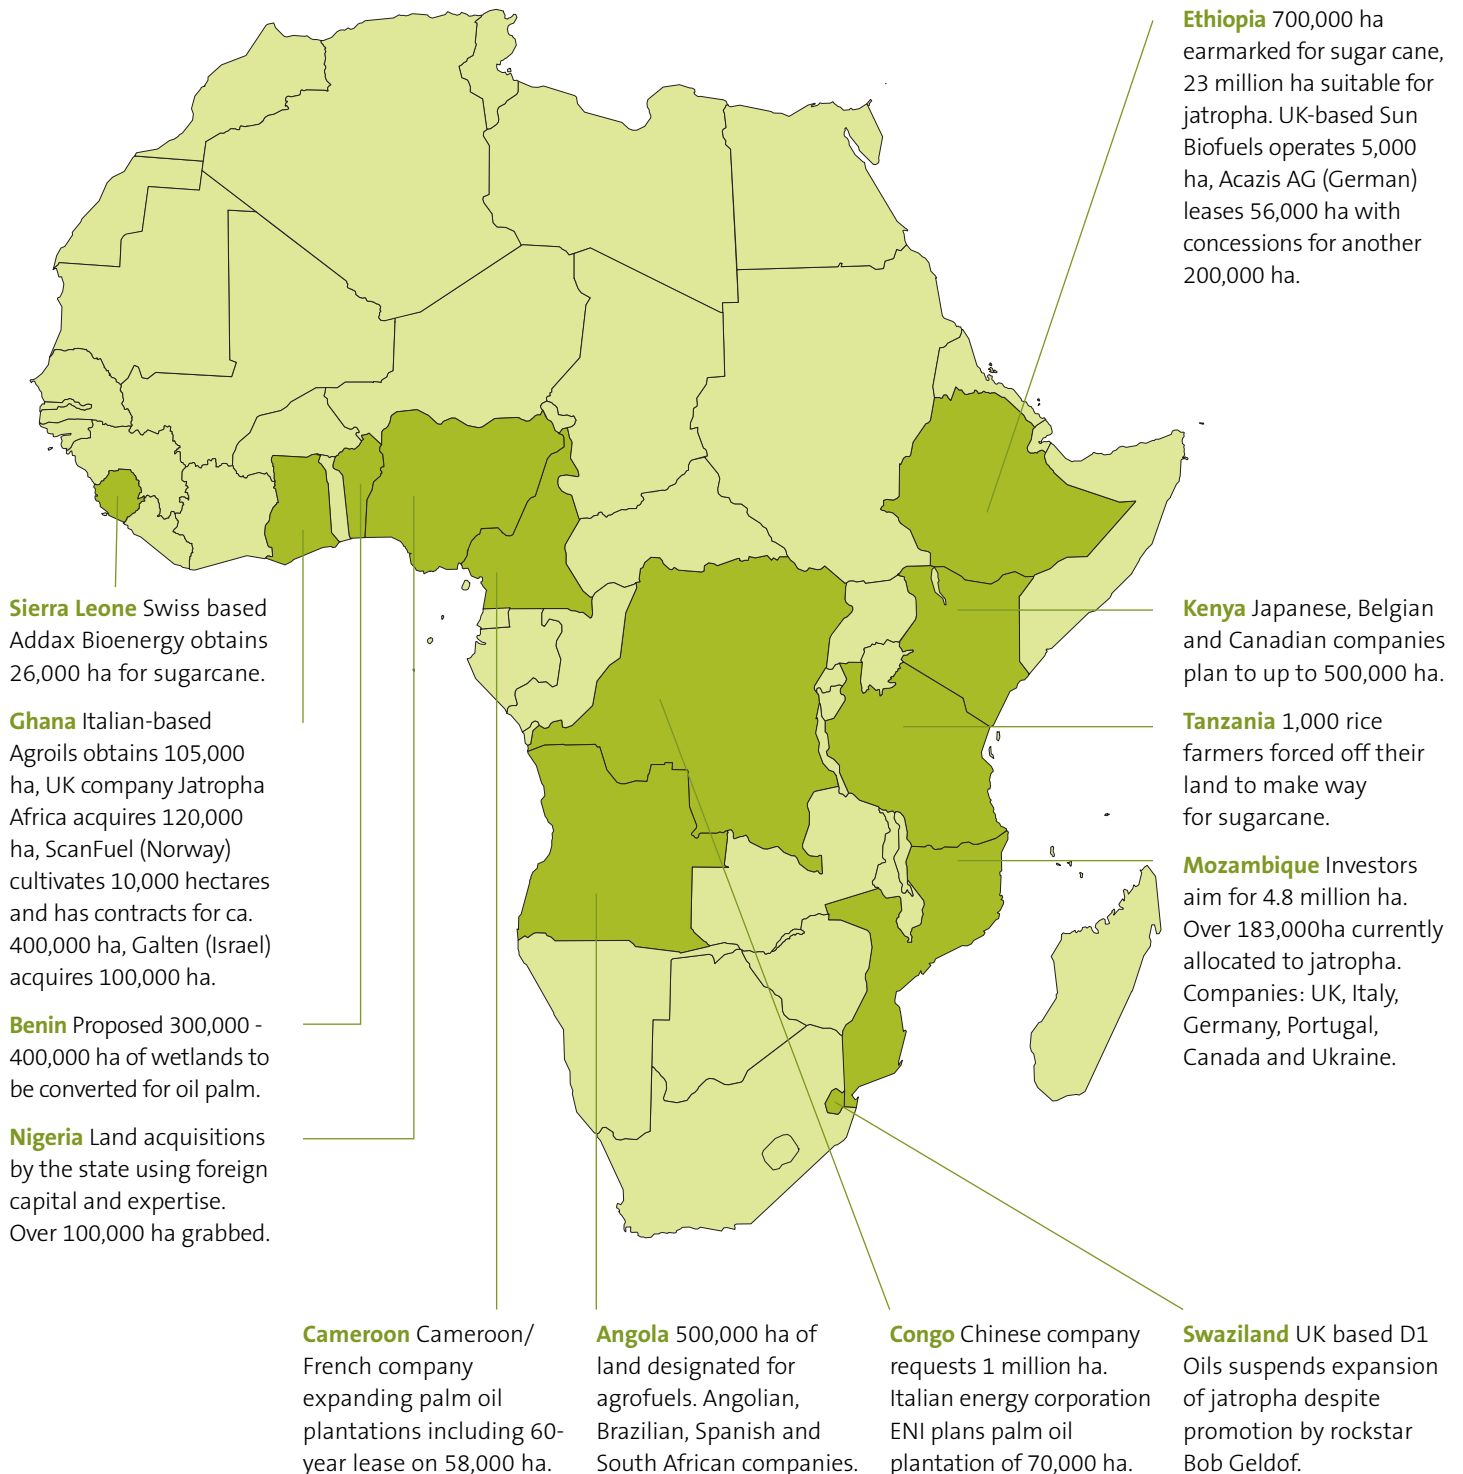 Ethiopia 700,000 ha
earmarked for sugar cane,
23 million ha suitable for
jatropha. UK-based Sun
Biofuels operates 5,000
ha, Acazis AG (German)
leases 56,000 ha with
concessions for another
200,000 ha.
Sierra Leone Swiss based
Addax Bioenergy obtains
26,000 ha for sugarcane.
Ghana Italian-based
Agroils obtains 105,000
ha, UK company Jatropha
Africa acquires 120,000
ha, ScanFuel (Norway)
cultivates 10,000 hectares
and has contracts for ca.
400,000 ha, Galten (Israel)
acquires 100,000 ha.
Benin Proposed 300,000 -
400,000 ha of wetlands to
be converted for oil palm.
Nigeria Land acquisitions
by the state using foreign
capital and expertise.
Over 100,000 ha grabbed.
Kenya Japanese, Belgian
and Canadian companies
plan to up to 500,000 ha.
Tanzania 1,000 rice
farmers forced off their
land to make way
for sugarcane.
Mozambique Investors
aim for 4.8 million ha.
Over 183,000ha currently
allocated to jatropha.
Companies: UK, Italy,
Germany, Portugal,
Canada and Ukraine.
Cameroon Cameroon/
French company
expanding palm oil
plantations including 60-
year lease on 58,000 ha.
Angola 500,000 ha of
land designated for
agrofuels. Angolian,
Brazilian, Spanish and
South African companies.
Congo Chinese company
requests 1 million ha.
Italian energy corporation
ENI plans palm oil
plantation of 70,000 ha.
Swaziland UK based D1
Oils suspends expansion
of jatropha despite
promotion by rockstar
Bob Geldof.